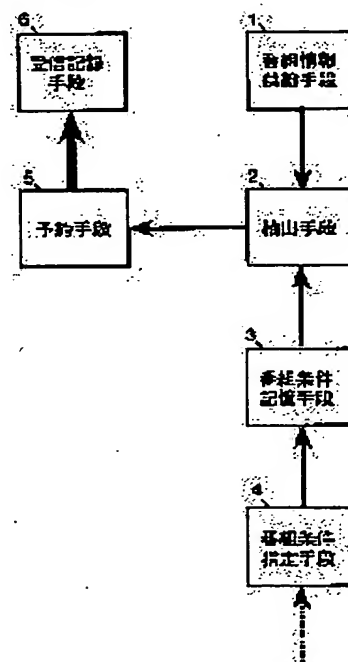 6
受信記録
手段
1
番組情報
供給手段
5
予約手段
2
抽出手段
3
番組条件
記憶手段
4
番組条件
指定手段